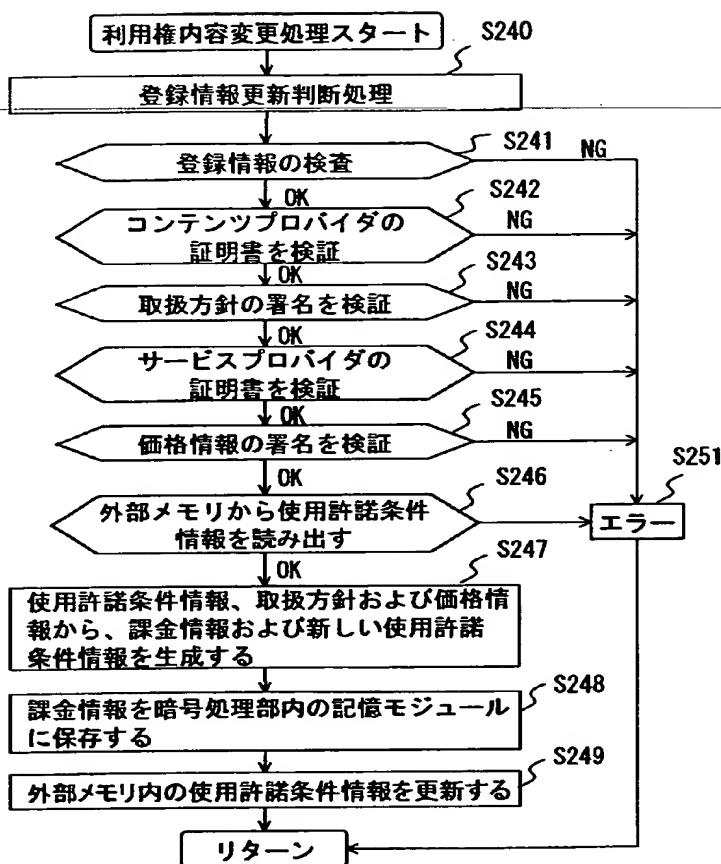 利用権内容変更処理スタート
S240
登録情報更新判断処理
S241
登録情報の検査
NG
OK
S242
コンテンツプロバイダの
証明書を検証
NG
OK
S243
取扱方針の署名を検証
NG
OK
S244
サービスプロバイダの
証明書を検証
NG
OK
S245
価格情報の署名を検証
NG
OK
S246
外部メモリから使用許諾条件
情報を読み出す
S251
エラー
OK
S247
使用許諾条件情報、取扱方針および価格情
報から、課金情報および新しい使用許諾
条件情報を生成する
S248
課金情報を暗号処理部内の記憶モジュール
に保存する
S249
外部メモリ内の使用許諾条件情報を更新する
リターン